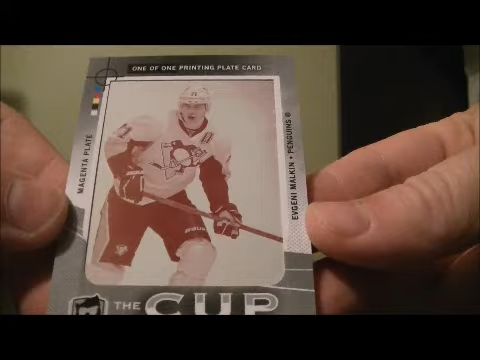 ONE OF ONE PRINTING PLATE CARD
MAGENTA PLATE
EVGENI MALKIN • PENGUINS
THE CUP